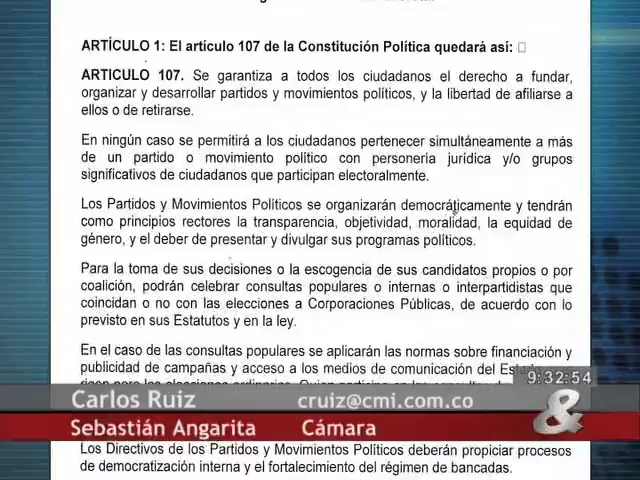 ARTÍCULO 1: El artículo 107 de la Constitución Política quedará así:
ARTICULO 107. Se garantiza a todos los ciudadanos el derecho a fundar,
organizar y desarrollar partidos y movimientos políticos, y la libertad de afiliarse a
ellos o de retirarse.
En ningún caso se permitirá a los ciudadanos pertenecer simultáneamente a más
de un partido o movimiento político con personería jurídica y/o grupos
significativos de ciudadanos que participan electoralmente.
Los Partidos y Movimientos Políticos se organizarán democráticamente y tendrán
como principios rectores la transparencia, objetividad, moralidad, la equidad de
género, y el deber de presentar y divulgar sus programas políticos.
Para la toma de sus decisiones o la escogencia de sus candidatos propios o por
coalición, podrán celebrar consultas populares o internas o interpartidistas que
coincidan o no con las elecciones a Corporaciones Públicas, de acuerdo con lo
previsto en sus Estatutos y en la ley.
En el caso de las consultas populares se aplicarán las normas sobre financiación y
publicidad de campañas y acceso a los medios de comunicación del
9:32:54
Carlos Ruiz cruiz@cmi.com.co
&
Sebastián Angarita Cámara
Los Directivos de los Partidos y Movimientos Políticos deberán propiciar procesos
de democratización interna y el fortalecimiento del régimen de bancadas.